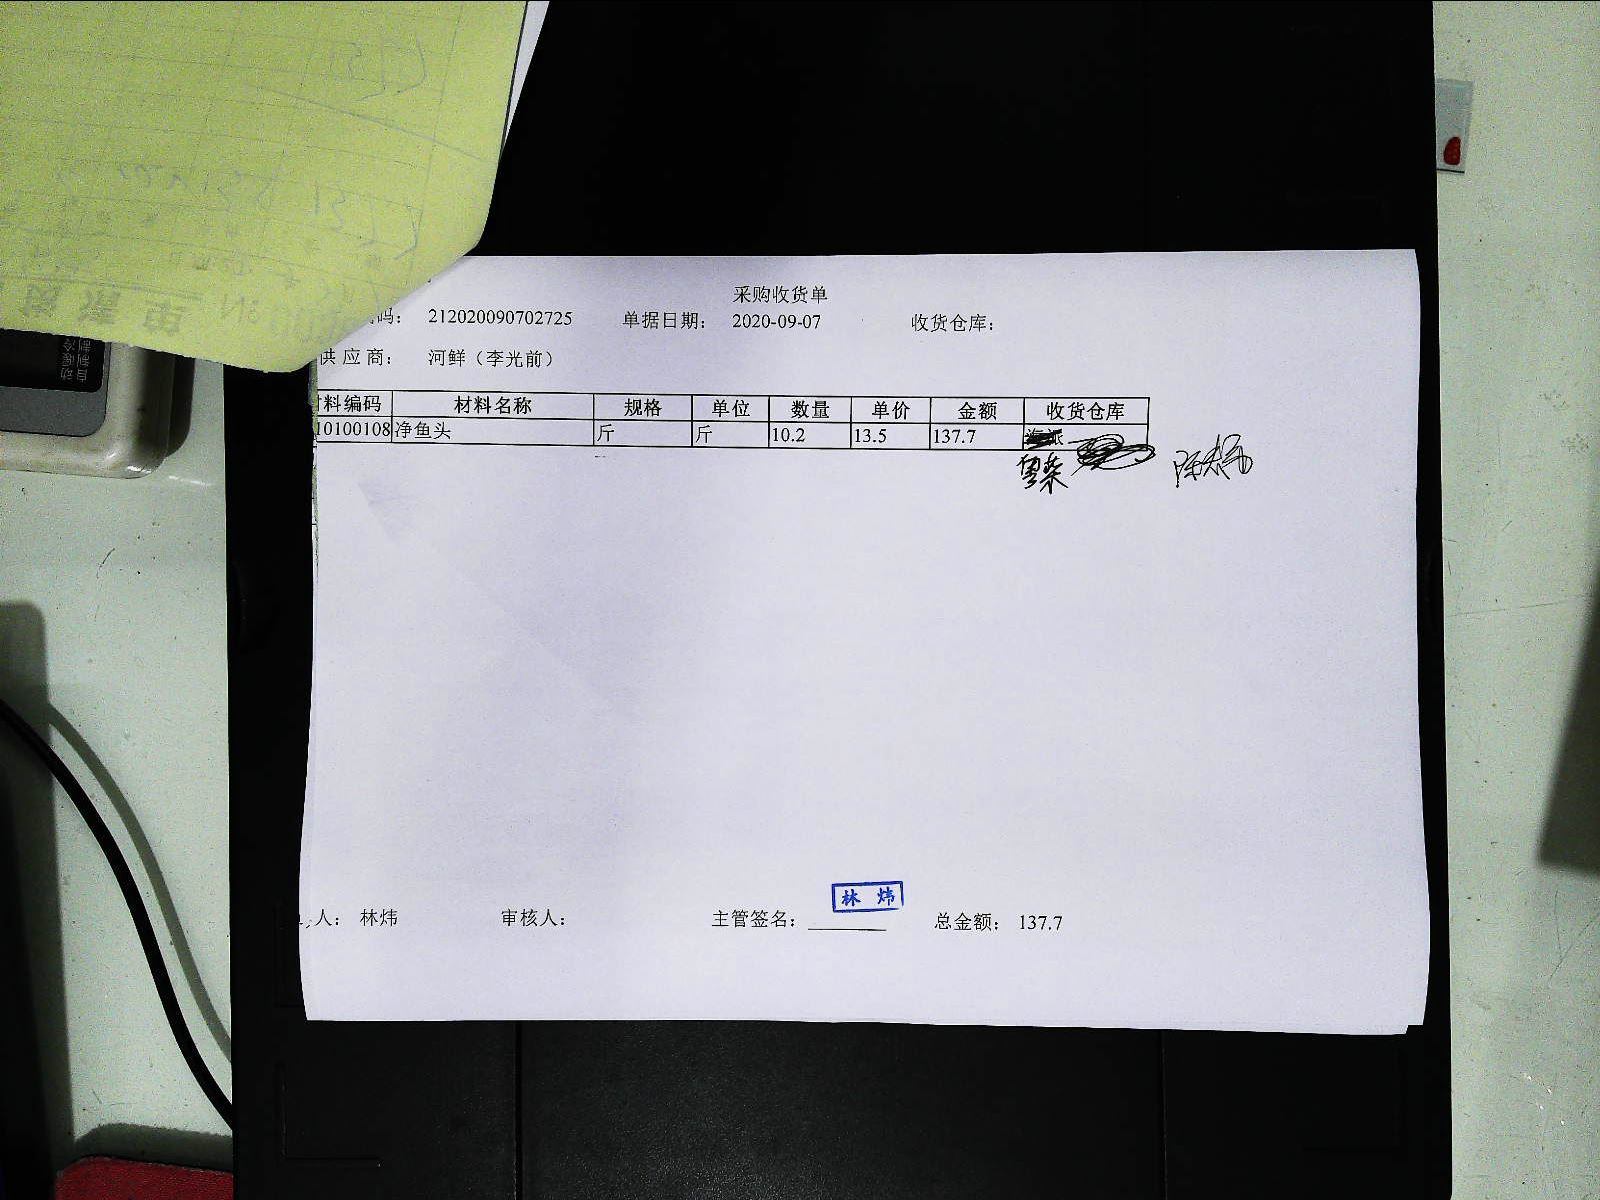 采购收货单
码： 212020090702725 单据日期： 2020-09-07 收货仓库：
供应商： 河鲜（李光前）
料编码 材料名称 规格 单位 数量 单价 金额 收货仓库
10100108 净鱼头 斤 斤 10.2 13.5 137.7
人： 林炜 审核人： 主管签名： 林炜 总金额： 137.7
自动 自制